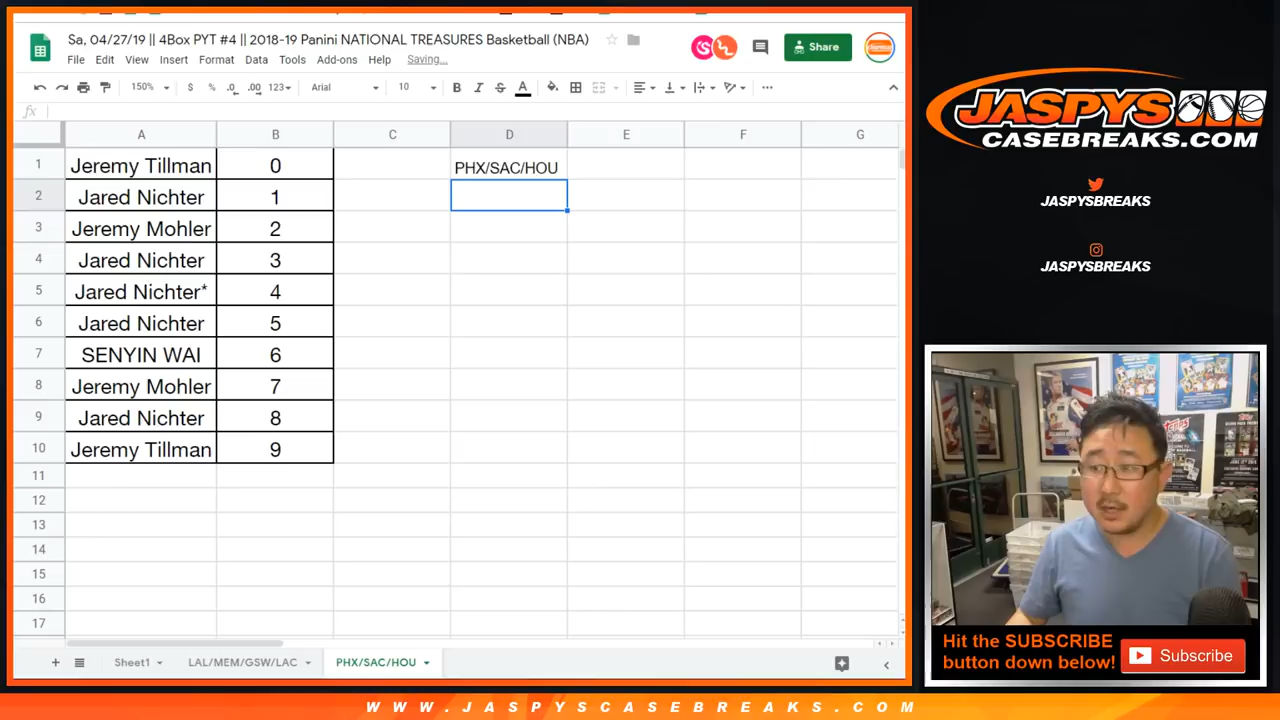 Sa, 04/27/19 || 4Box PYT #4 || 2018-19 Panini NATIONAL TREASURES Basketball (NBA)
File Edit View Insert Format Data Tools Add-ons Help Saving...
Share
150% $ % .0 .00 123 Arial 10 B I S A
fx
A B C D E F G
1 Jeremy Tillman 0 PHX/SAC/HOU
2 Jared Nichter 1
3 Jeremy Mohler 2
4 Jared Nichter 3
5 Jared Nichter* 4
6 Jared Nichter 5
7 SENYIN WAI 6
8 Jeremy Mohler 7
9 Jared Nichter 8
10 Jeremy Tillman 9
11
12
13
14
15
16
17
Sheet1 LAL/MEM/GSW/LAC PHX/SAC/HOU
JASPYS
CASEBREAKS.COM
JASPYSBREAKS
JASPYSBREAKS
Hit the SUBSCRIBE
button down below!
Subscribe
WWW.JASPYSCASEBREAKS.COM